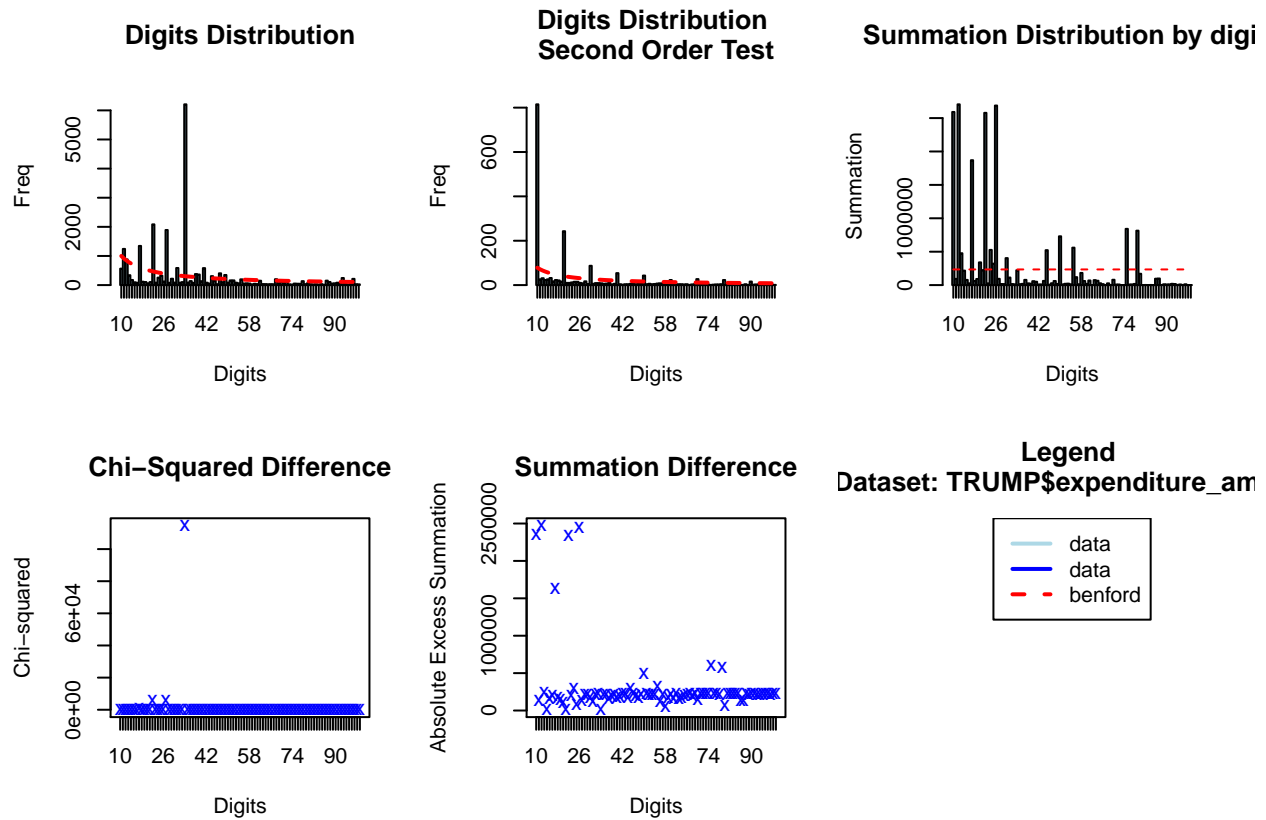 Digits Distribution
Freq
5000
2000
0
10 26 42 58 74 90
Digits
Digits Distribution
Second Order Test
Freq
600
200
0
10 26 42 58 74 90
Digits
Summation Distribution by digi
Summation
1000000
0
10 26 42 58 74 90
Digits
Chi−Squared Difference
Chi−squared
6e+04
0e+00
10 26 42 58 74 90
Digits
Summation Difference
Absolute Excess Summation
2500000
1000000
0
10 26 42 58 74 90
Digits
Legend
Dataset: TRUMP$expenditure_am
data
data
benford